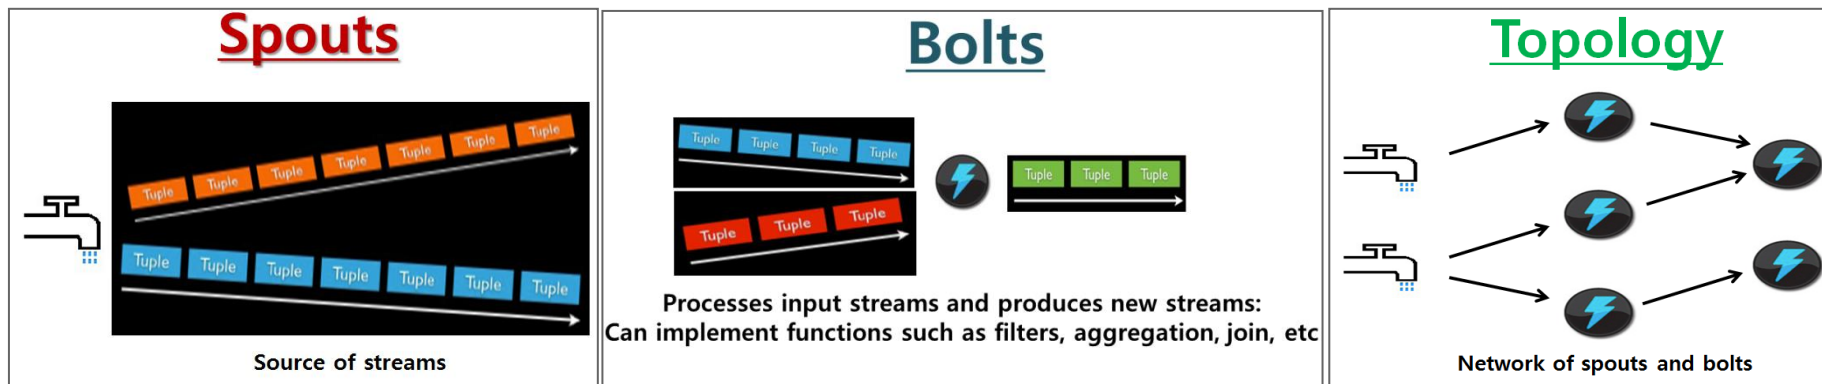 Spouts
Tuple Tuple Tuple Tuple Tuple Tuple Tuple
Tuple Tuple Tuple Tuple Tuple Tuple Tuple
Source of streams
Bolts
Tuple Tuple Tuple Tuple
Tuple Tuple Tuple
Tuple Tuple Tuple
Processes input streams and produces new streams:
Can implement functions such as filters, aggregation, join, etc
Topology
Network of spouts and bolts